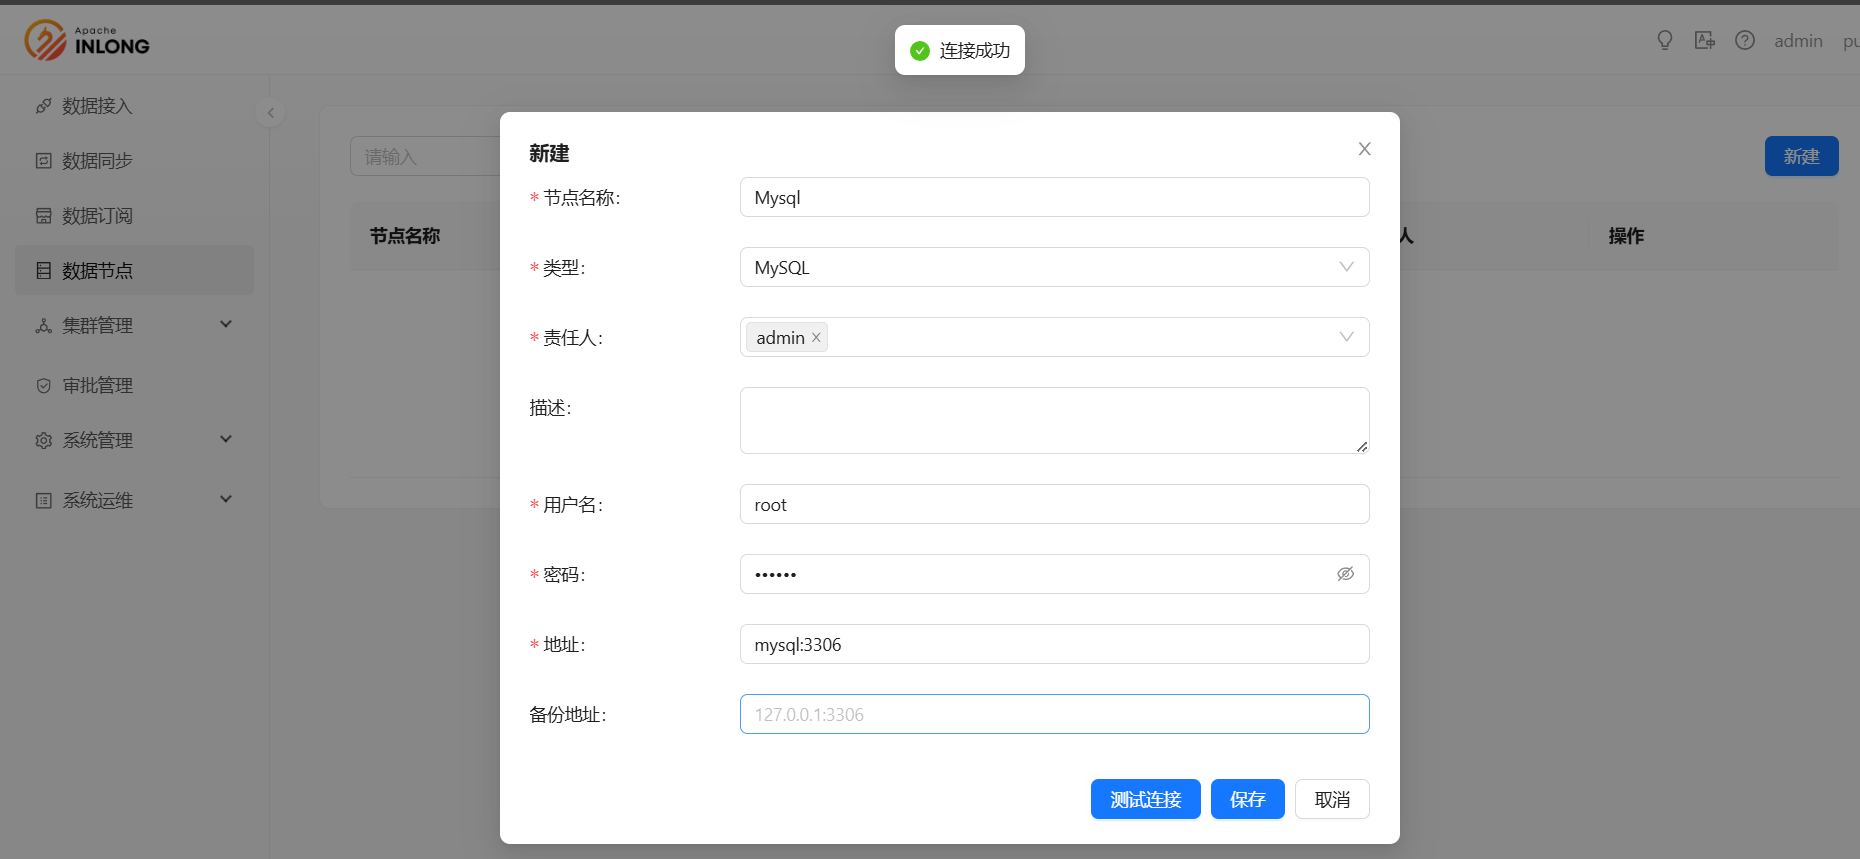 Apache
INLONG
连接成功
admin
pu
数据接入
数据同步
数据订阅
数据节点
集群管理
审批管理
系统管理
系统运维
请输入
新建
节点名称
人
操作
新建
* 节点名称:
Mysql
* 类型:
MySQL
* 责任人:
admin
描述:
* 用户名:
root
* 密码:
••••••
* 地址:
mysql:3306
备份地址:
127.0.0.1:3306
测试连接
保存
取消